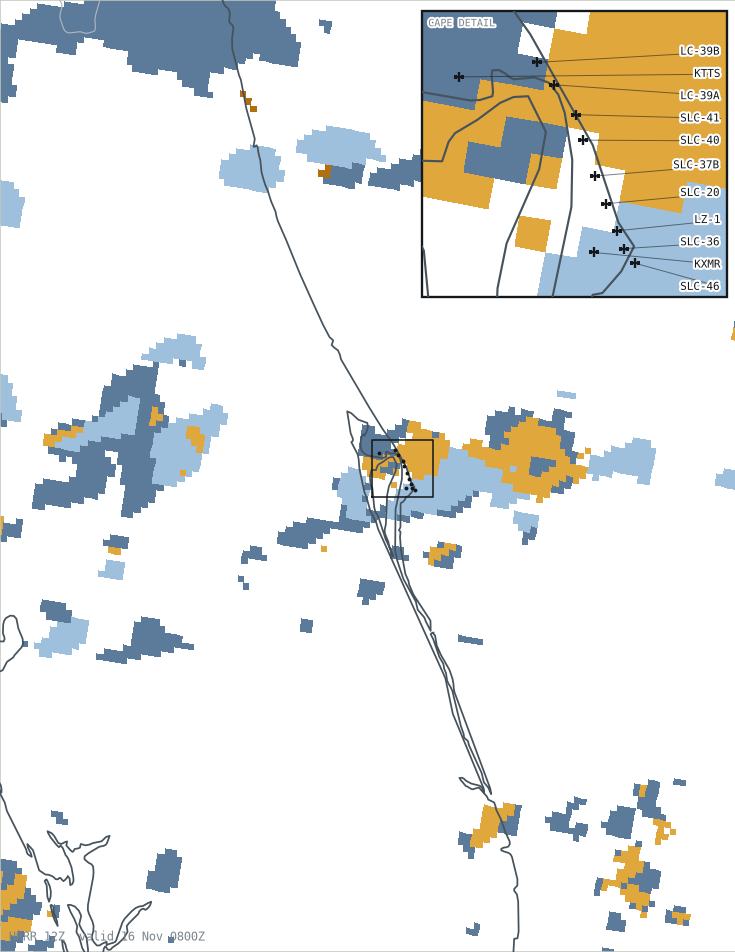 CAPE DETAIL
LC-39B
KTTS
LC-39A
SLC-41
SLC-40
SLC-37B
SLC-20
LZ-1
SLC-36
KXMR
SLC-46
HRRR 12Z valid 16 Nov 0800Z